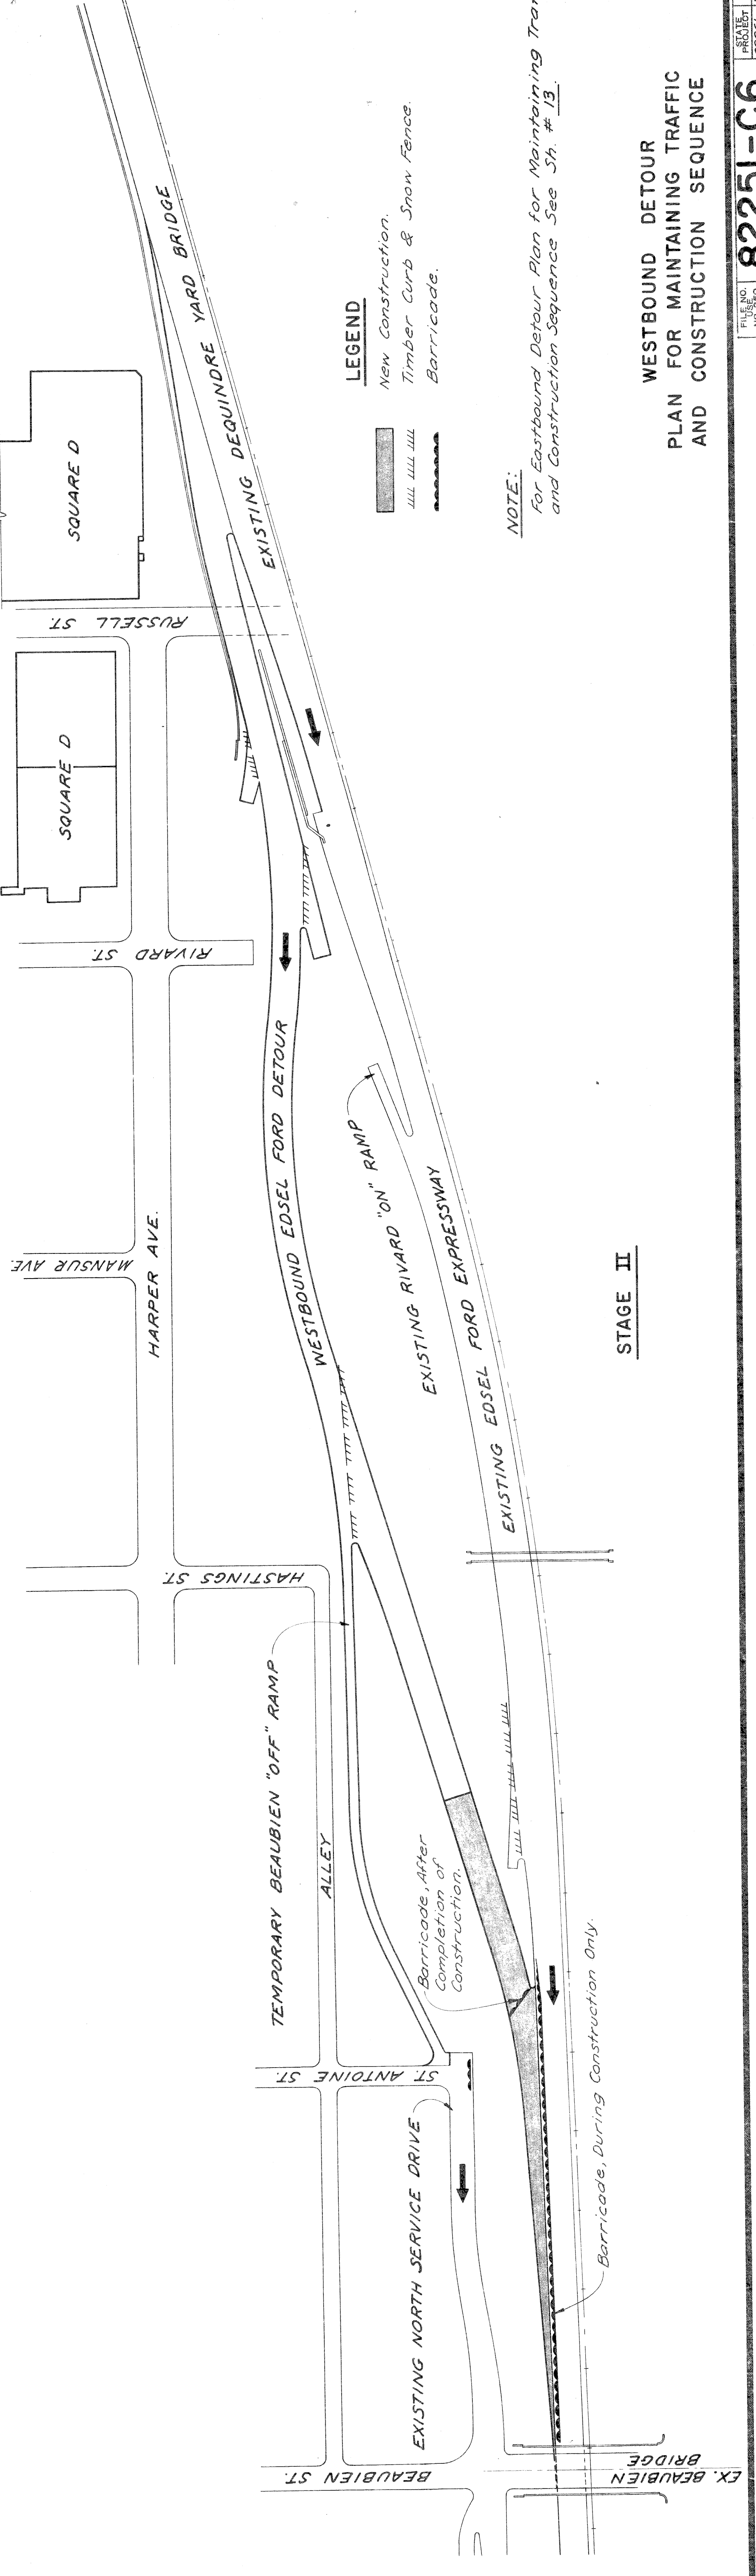 SQUARE D
SQUARE D
RUSSELL ST.
RIVARD ST.
MANSUR AVE.
HARPER AVE.
HASTINGS ST.
ALLEY
ST. ANTOINE ST.
BEAUBIEN ST.
EX. BEAUBIEN
BRIDGE
EXISTING DEQUINDRE YARD BRIDGE
WESTBOUND EDSEL FORD DETOUR
EXISTING RIVARD "ON" RAMP
EXISTING EDSEL FORD EXPRESSWAY
TEMPORARY BEAUBIEN "OFF" RAMP
EXISTING NORTH SERVICE DRIVE
Barricade, After
Completion of
Construction.
Barricade, During Construction Only.
LEGEND
New Construction.
Timber Curb & Snow Fence.
Barricade.
NOTE:
For Eastbound Detour Plan for Maintaining Traf
and Construction Sequence See Sh. # 13.
STAGE II
WESTBOUND DETOUR
PLAN FOR MAINTAINING TRAFFIC
AND CONSTRUCTION SEQUENCE
FILE NO.
USE
82251-C6
STATE
PROJECT